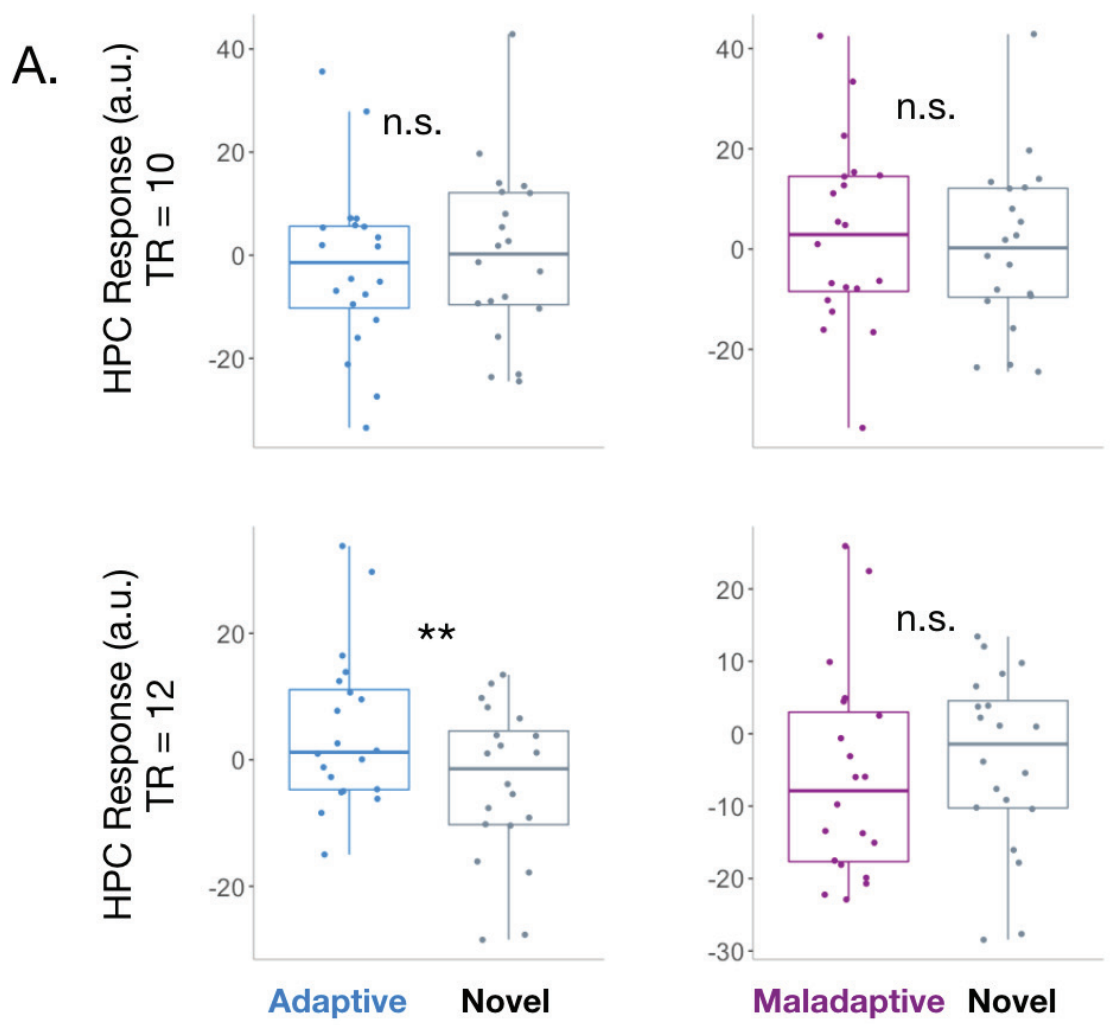 A.
HPC Response (a.u.)
TR = 10
40
20
0
-20
n.s.
40
20
0
-20
n.s.
HPC Response (a.u.)
TR = 12
20
0
-20
**
20
10
0
-10
-20
-30
n.s.
Adaptive Novel
Maladaptive Novel